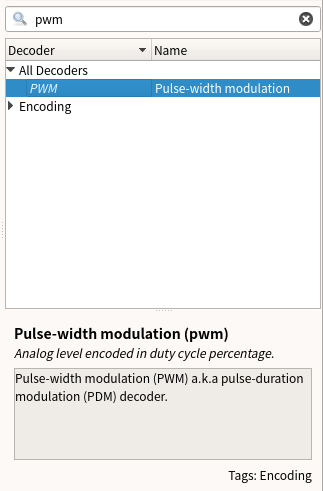 pwm
Decoder Name
All Decoders
PWM Pulse-width modulation
Encoding
Pulse-width modulation (pwm)
Analog level encoded in duty cycle percentage.
Pulse-width modulation (PWM) a.k.a pulse-duration
modulation (PDM) decoder.
Tags: Encoding